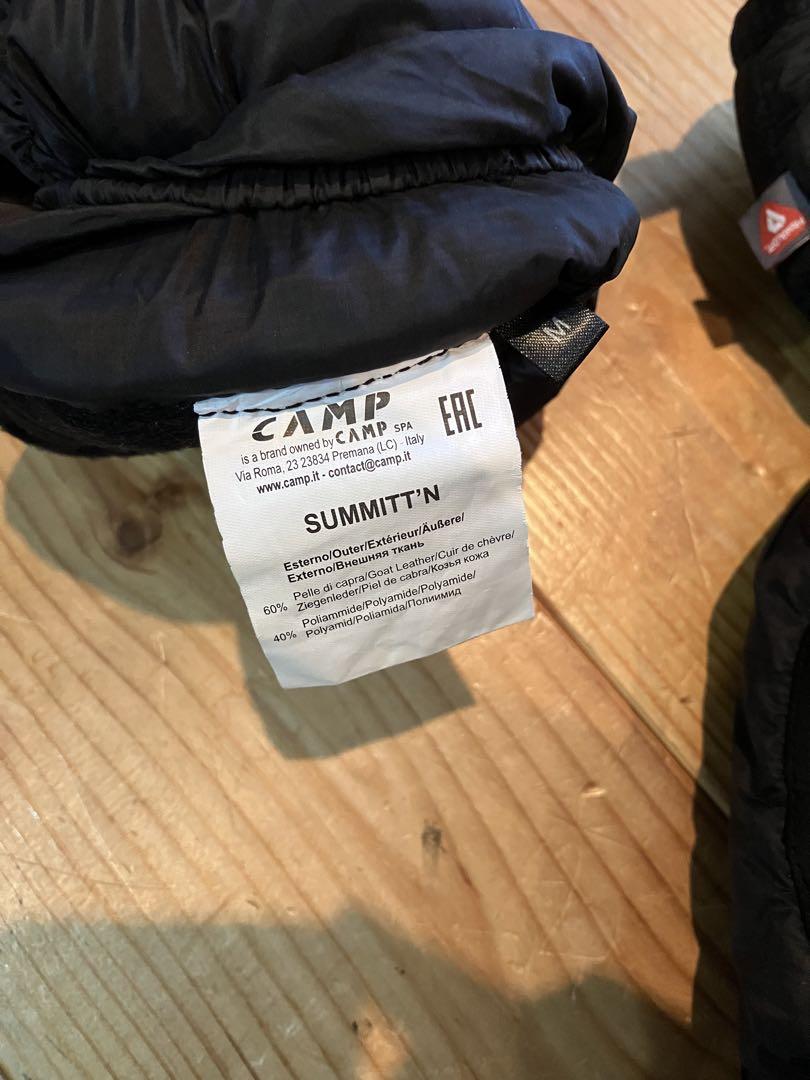 CAMP
EAC
is a brand owned by CAMP SPA
Via Roma, 23 23834 Premana (LC) - Italy
www.camp.it - contact@camp.it
M
SUMMITT'N
Esterno/Outer/Extérieur/Äußere/
Externo/Внешняя ткань
60% Pelle di capra/Goat Leather/Cuir de chèvre/
Ziegenleder/Piel de cabra/Козья кожа
40% Poliammide/Polyamide/Polyamide/
Polyamid/Poliamida/Полиимид